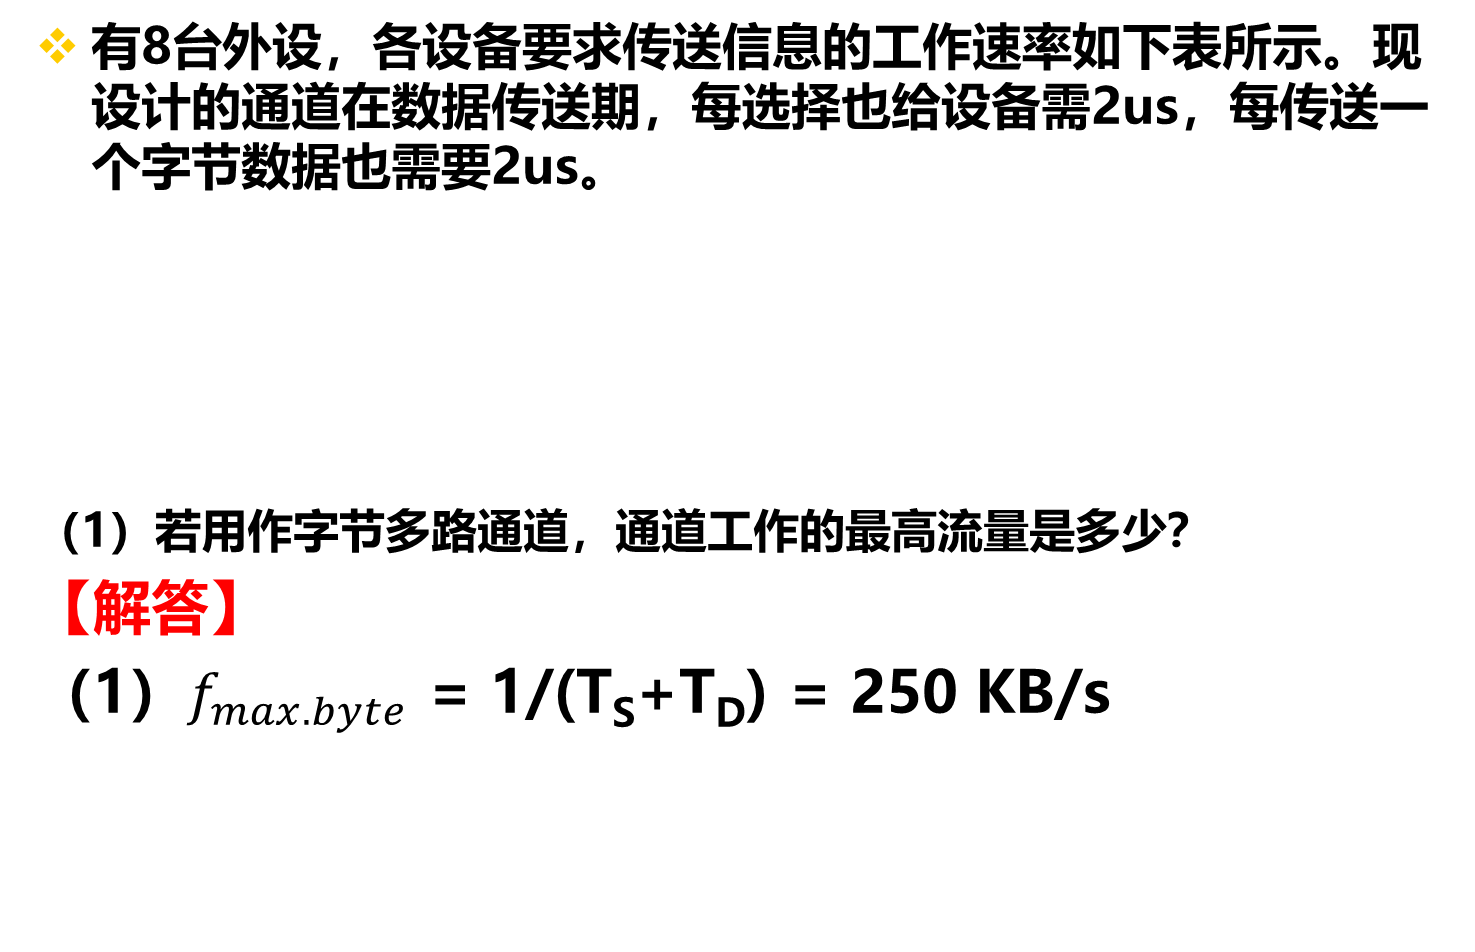 ❖ 有8台外设，各设备要求传送信息的工作速率如下表所示。现
设计的通道在数据传送期，每选择也给设备需2us，每传送一
个字节数据也需要2us。
（1）若用作字节多路通道，通道工作的最高流量是多少?
【解答】
（1）f_max.byte = 1/(T_S+T_D) = 250 KB/s